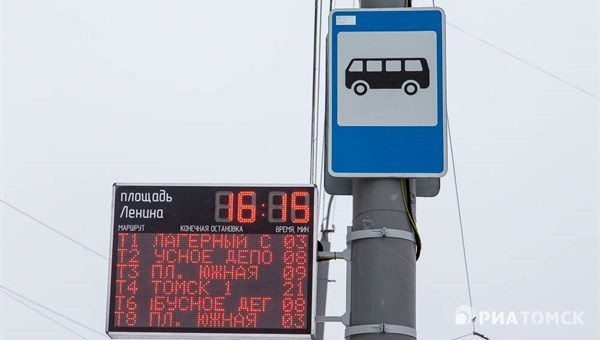 площадь
Ленина
16:15
МАРШРУТ КОНЕЧНАЯ ОСТАНОВКА ВРЕМЯ, МИН
Т1 ЛАГЕРНЫЙ С 03
Т2 УСНОЕ ДЕПО 08
Т3 ПЛ. ЮЖНАЯ 09
Т4 ТОМСК 1 21
Т6 БУСНОЕ ДЕГ 08
Т8 ПЛ. ЮЖНАЯ 03
РИАТОМСК